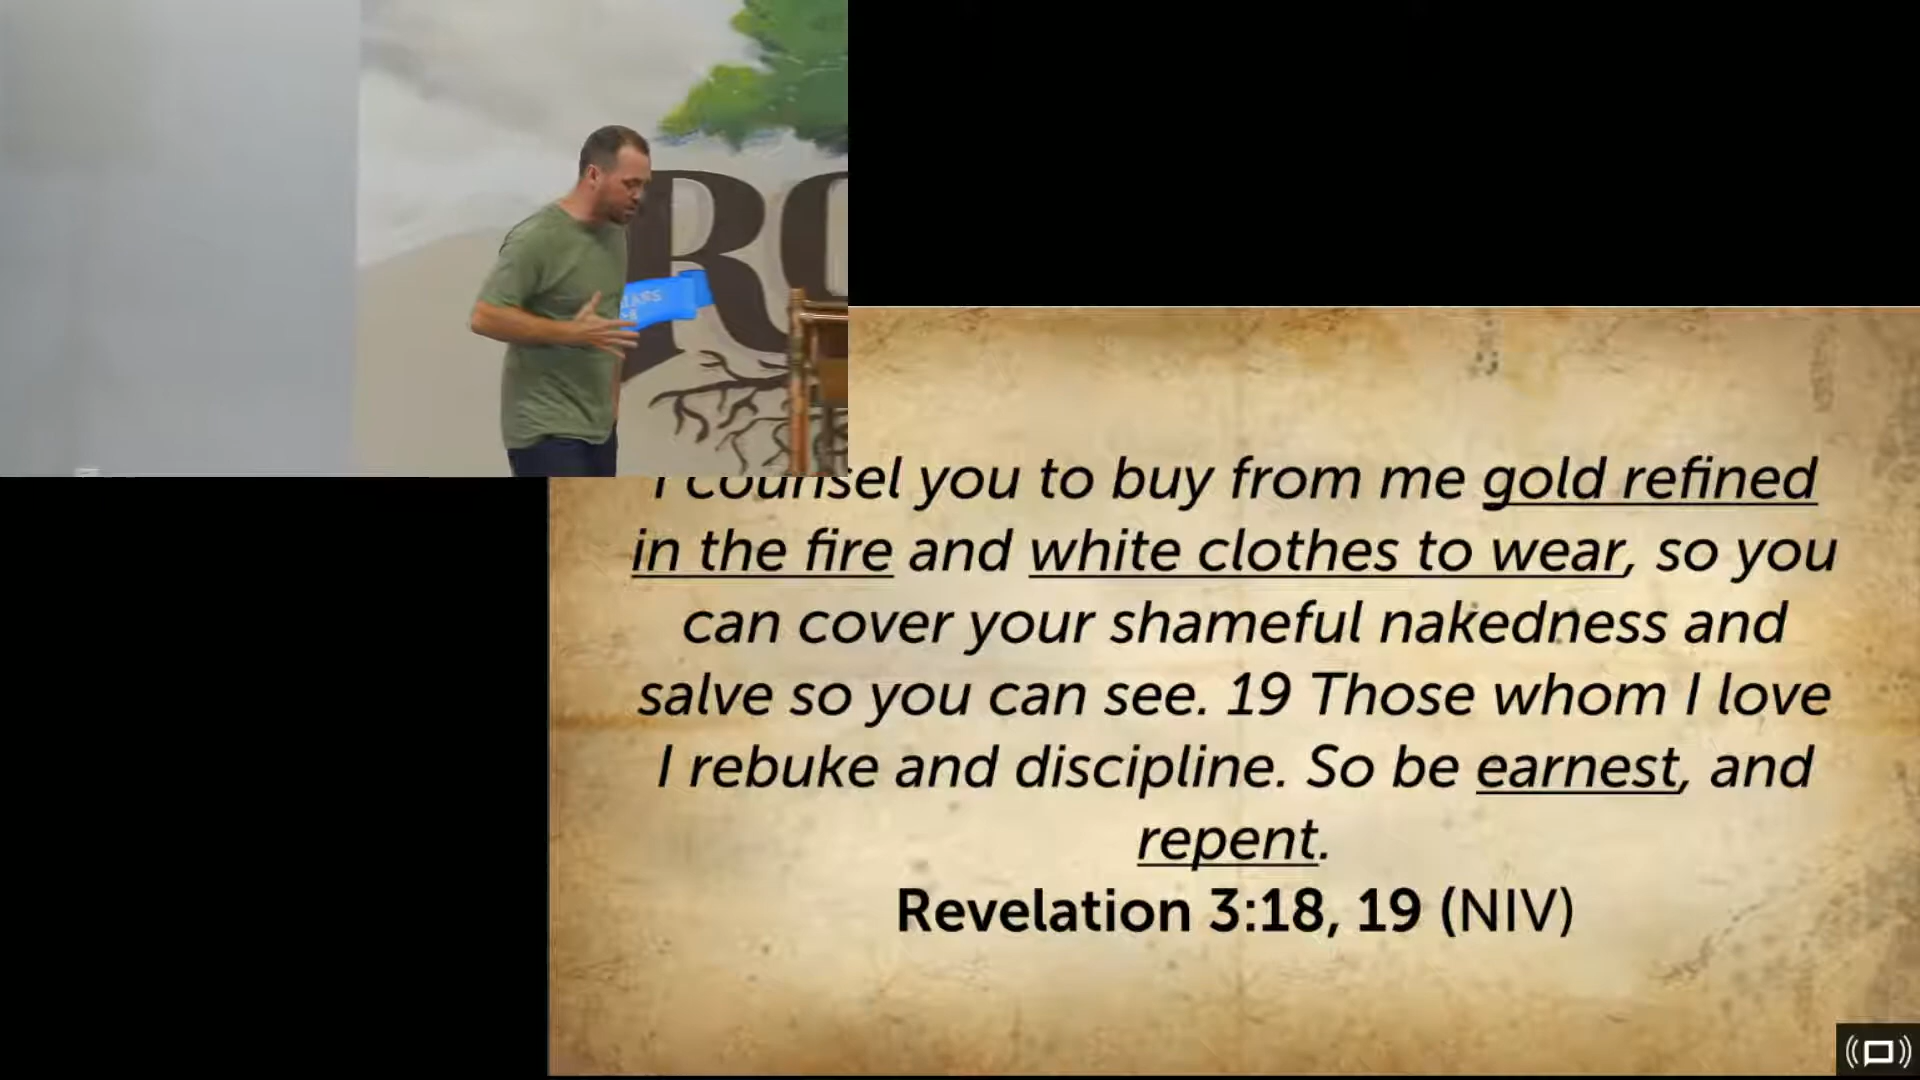 RO
I counsel you to buy from me gold refined
in the fire and white clothes to wear, so you
can cover your shameful nakedness and
salve so you can see. 19 Those whom I love
I rebuke and discipline. So be earnest, and
repent.
Revelation 3:18, 19 (NIV)